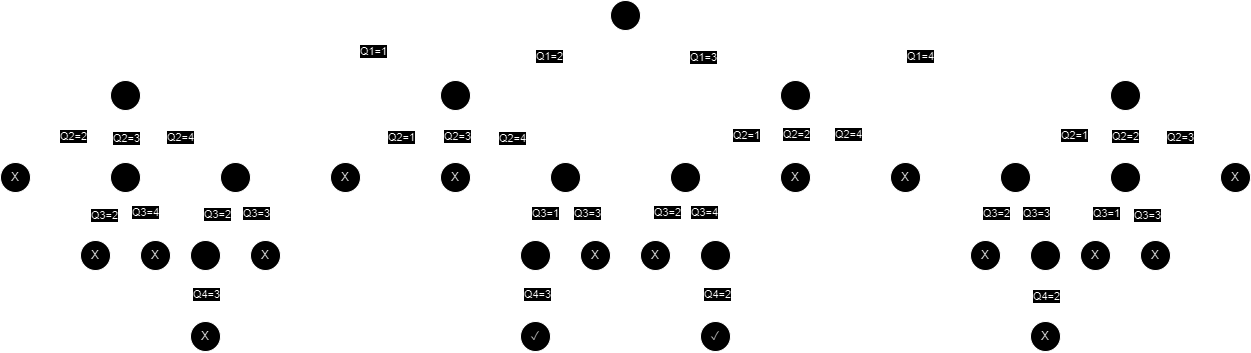 Q1=1 Q1=2 Q1=3 Q1=4
Q2=2 Q2=3 Q2=4 Q2=1 Q2=3 Q2=4 Q2=1 Q2=2 Q2=4 Q2=1 Q2=2 Q2=3
X X X X X X
Q3=2 Q3=4 Q3=2 Q3=3 Q3=1 Q3=3 Q3=2 Q3=4 Q3=2 Q3=3 Q3=1 Q3=3
X X X X X X X X
Q4=3 Q4=3 Q4=2 Q4=2
X ✓ ✓ X